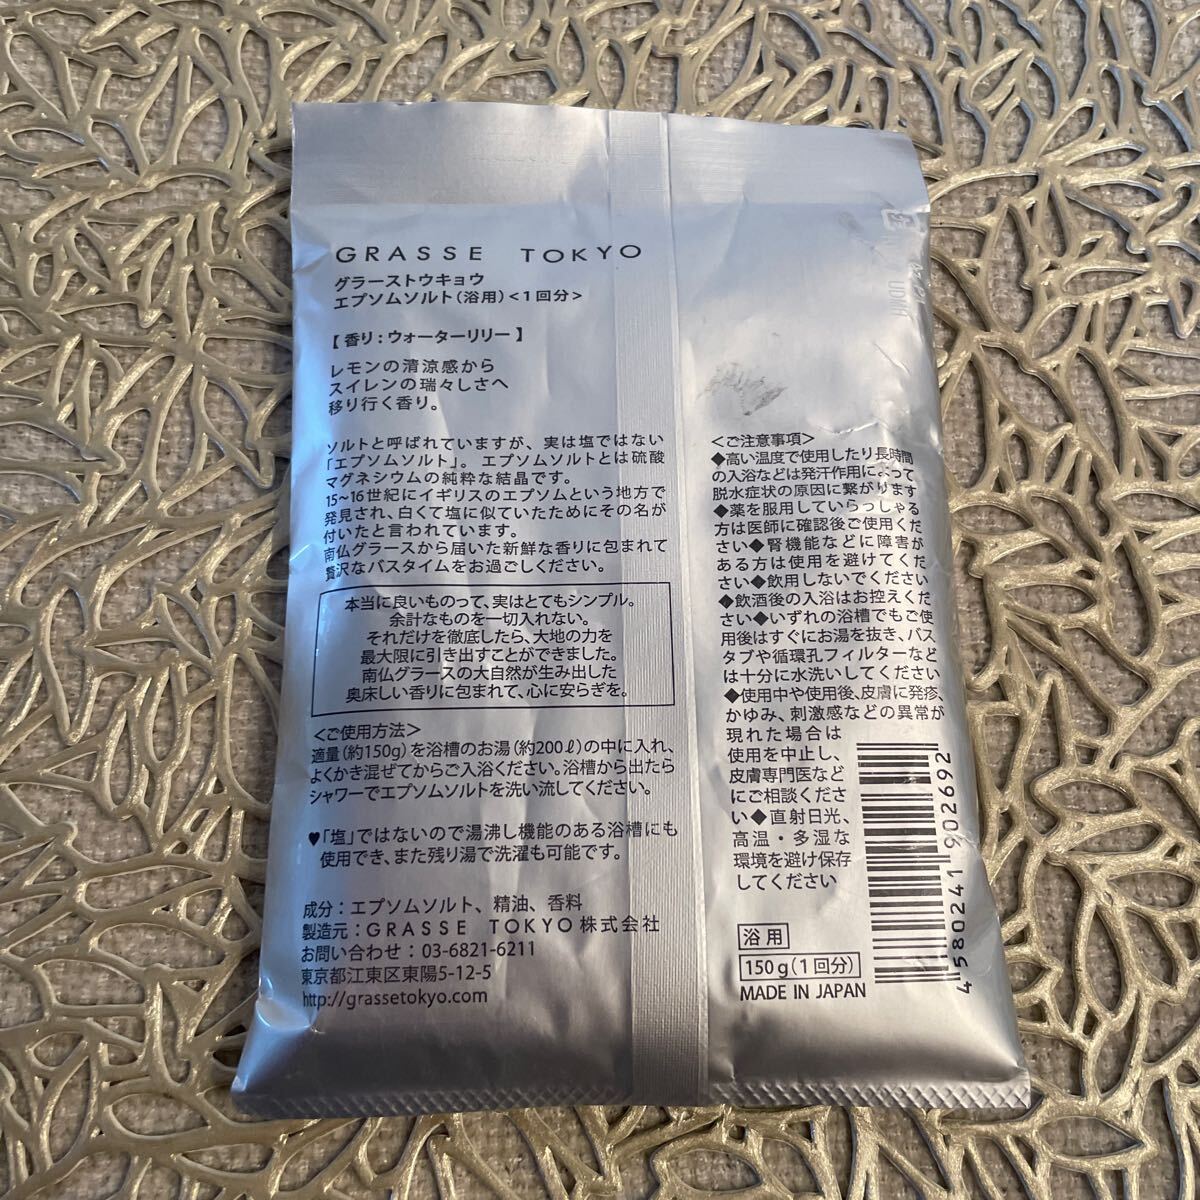 GRASSE TOKYO
グラーストウキョウ
エプソムソルト(浴用)<1回分>
【 香り:ウォーターリリー 】
レモンの清涼感から
スイレンの瑞々しさへ
移り行く香り。
ソルトと呼ばれていますが、実は塩ではない
「エプソムソルト」。エプソムソルトとは硫酸
マグネシウムの純粋な結晶です。
15~16世紀にイギリスのエプソムという地方で
発見され、白くて塩に似ていたためにその名が
付いたと言われています。
南仏グラースから届いた新鮮な香りに包まれて
贅沢なバスタイムをお過ごしください。
本当に良いものって、実はとてもシンプル。
余計なものを一切入れない。
それだけを徹底したら、大地の力を
最大限に引き出すことができました。
南仏グラースの大自然が生み出した
奥床しい香りに包まれて、心に安らぎを。
<ご使用方法>
適量(約150g)を浴槽のお湯(約200ℓ)の中に入れ、
よくかき混ぜてからご入浴ください。浴槽から出たら
シャワーでエプソムソルトを洗い流してください。
♥「塩」ではないので湯沸し機能のある浴槽にも
使用でき、また残り湯で洗濯も可能です。
成分:エプソムソルト、精油、香料
製造元:GRASSE TOKYO株式会社
お問い合わせ:03-6821-6211
東京都江東区東陽5-12-5
http://grassetokyo.com
<ご注意事項>
◆高い温度で使用したり長時間
の入浴などは発汗作用によって
脱水症状の原因に繋がります
◆薬を服用していらっしゃる
方は医師に確認後ご使用くだ
さい◆腎機能などに障害が
ある方は使用を避けてくだ
さい◆飲用しないでください
◆飲酒後の入浴はお控えくだ
さい◆いずれの浴槽でもご使
用後はすぐにお湯を抜き、バス
タブや循環孔フィルターなど
は十分に水洗いしてください
◆使用中や使用後、皮膚に発疹、
かゆみ、刺激感などの異常が
現れた場合は
使用を中止し、
皮膚専門医など
にご相談くださ
い◆直射日光、
高温・多湿な
環境を避け保存
してください
浴用
150g(1回分)
MADE IN JAPAN
4 580241 902692